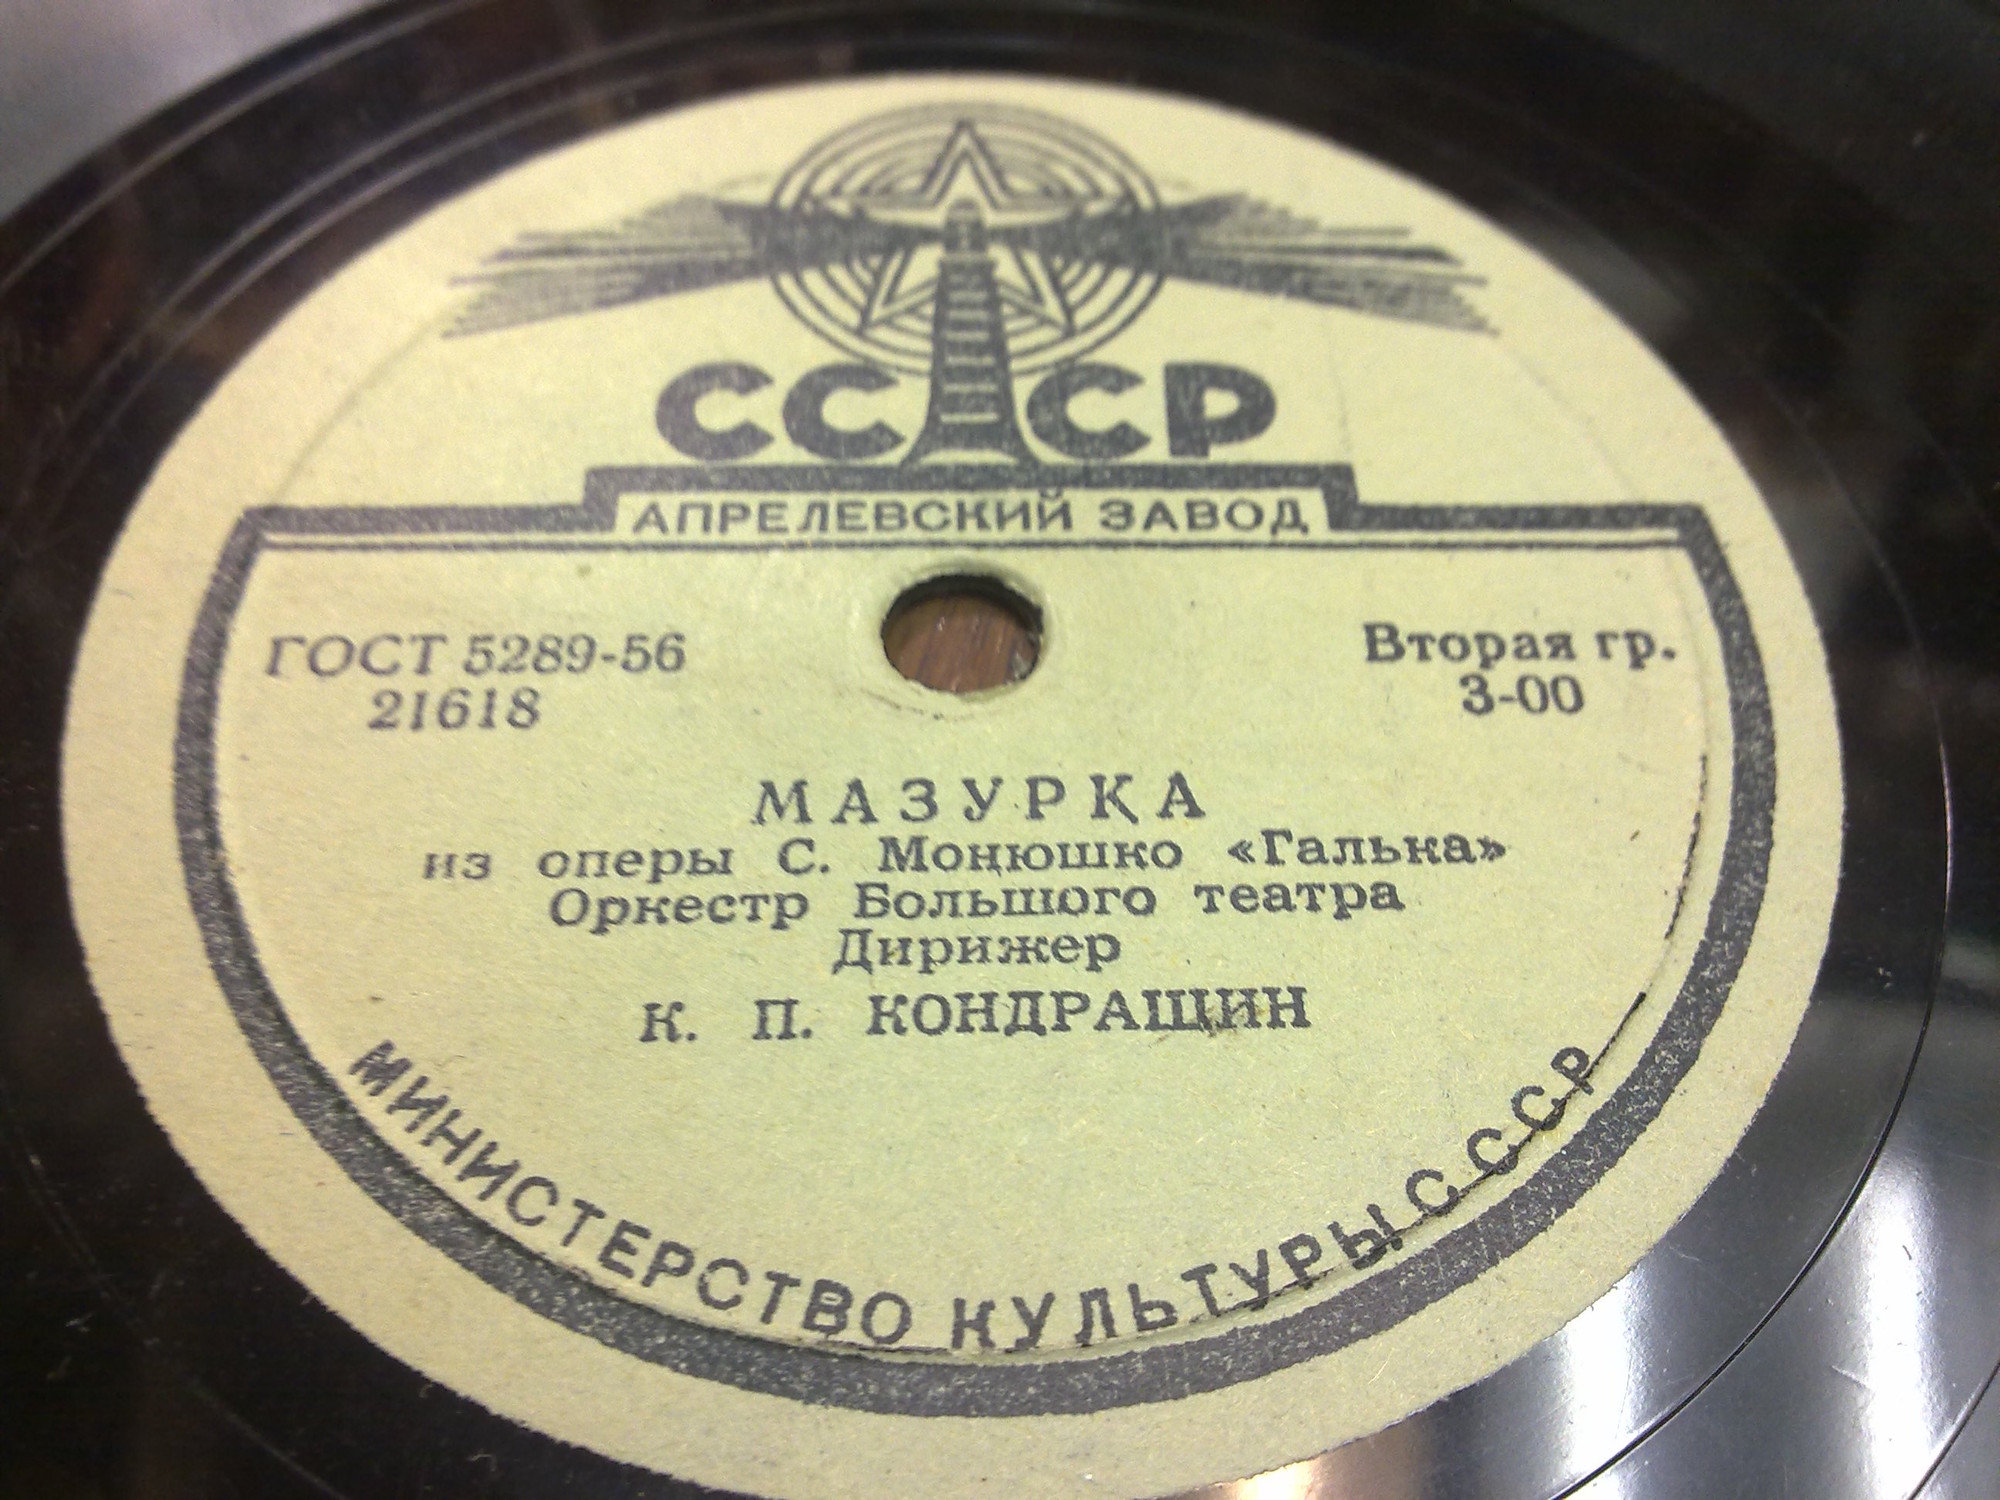 СССР
АПРЕЛЕВСКИЙ ЗАВОД
ГОСТ 5289-56
21618
Вторая гр.
3-00
МАЗУРКА
из оперы С. Монюшко «Галька»
Оркестр Большого театра
Дирижер
К. П. КОНДРАШИН
МИНИСТЕРСТВО КУЛЬТУРЫ СССР